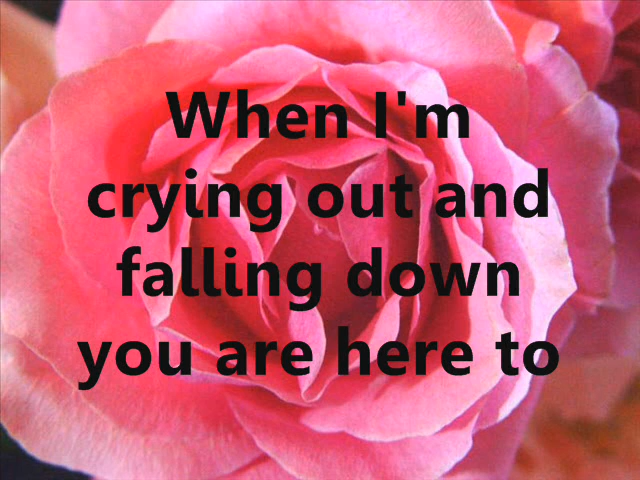 When I'm
crying out and
falling down
you are here to